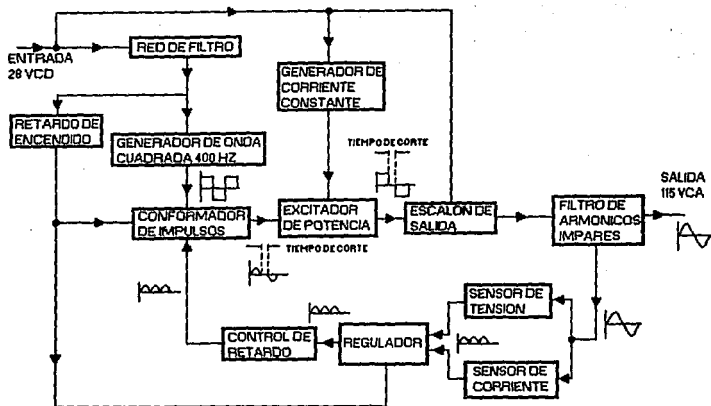 ENTRADA
28 VCD
RED DE FILTRO
GENERADOR DE
CORRIENTE
CONSTANTE
RETARDO DE
ENCENDIDO
GENERADOR DE ONDA
CUADRADA 400 HZ
TIEMPO DE CORTE
SALIDA
115 VCA
CONFORMADOR
DE IMPULSOS
EXCITADOR
DE POTENCIA
ESCALON DE
SALIDA
FILTRO DE
ARMONICOS
IMPARES
TIEMPO DE CORTE
SENSOR DE
TENSION
CONTROL DE
RETARDO
REGULADOR
SENSOR DE
CORRIENTE